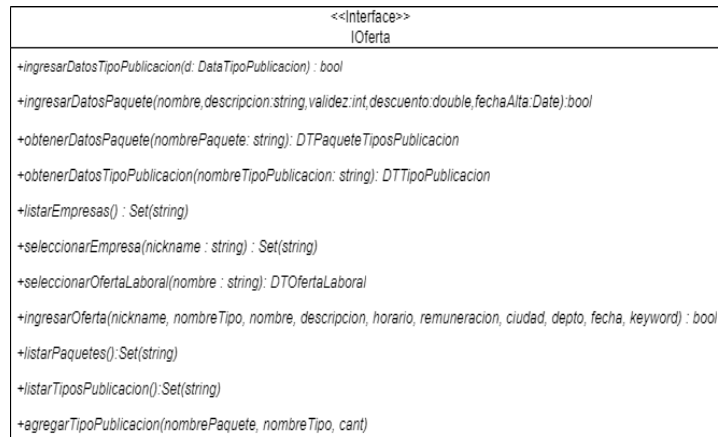 <<Interface>>
IOferta
+ingresarDatosTipoPublicacion(d: DataTipoPublicacion) : bool
+ingresarDatosPaquete(nombre,descripcion:string,validez:int,descuento:double,fechaAlta:Date):bool
+obtenerDatosPaquete(nombrePaquete: string): DTPaqueteTiposPublicacion
+obtenerDatosTipoPublicacion(nombreTipoPublicacion: string): DTTipoPublicacion
+listarEmpresas() : Set(string)
+seleccionarEmpresa(nickname : string) : Set(string)
+seleccionarOfertaLaboral(nombre : string): DTOfertaLaboral
+ingresarOferta(nickname, nombreTipo, nombre, descripcion, horario, remuneracion, ciudad, depto, fecha, keyword) : bool
+listarPaquetes():Set(string)
+listarTiposPublicacion():Set(string)
+agregarTipoPublicacion(nombrePaquete, nombreTipo, cant)